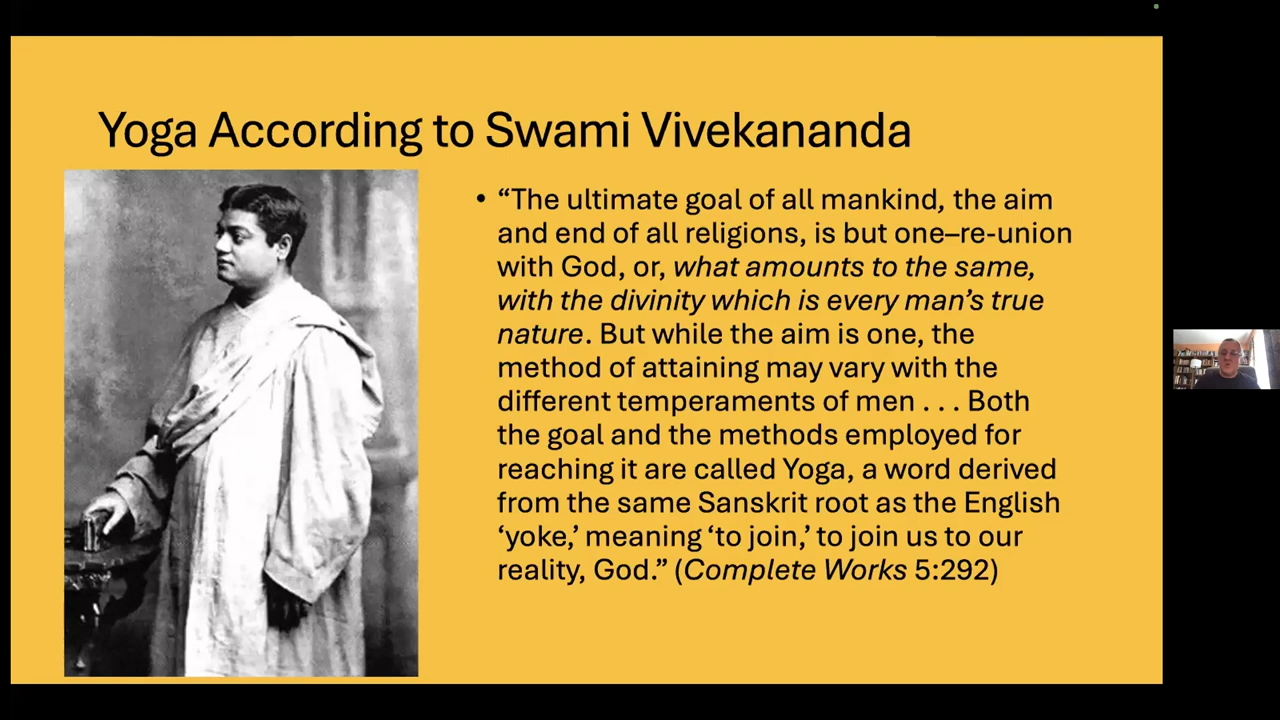 Yoga According to Swami Vivekananda
• “The ultimate goal of all mankind, the aim
and end of all religions, is but one–re-union
with God, or, what amounts to the same,
with the divinity which is every man’s true
nature. But while the aim is one, the
method of attaining may vary with the
different temperaments of men . . . Both
the goal and the methods employed for
reaching it are called Yoga, a word derived
from the same Sanskrit root as the English
‘yoke,’ meaning ‘to join,’ to join us to our
reality, God.” (Complete Works 5:292)